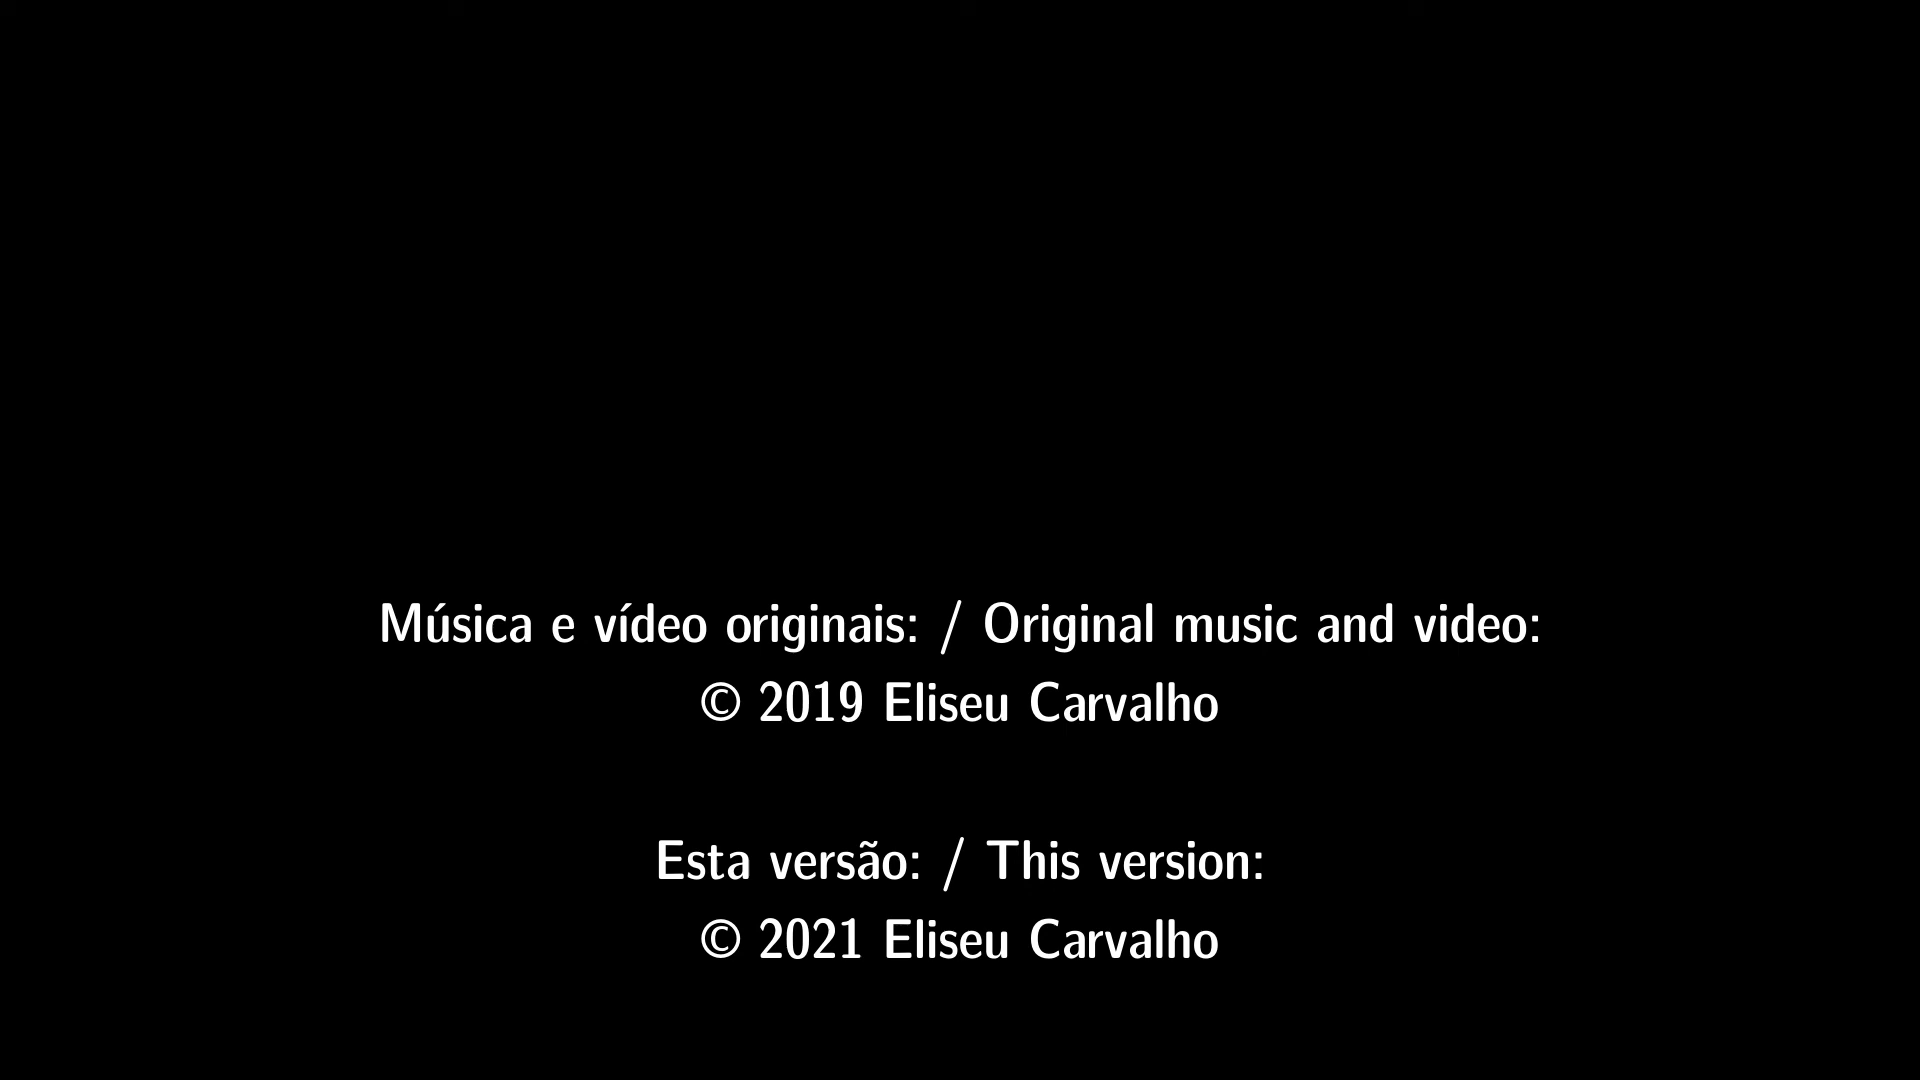 Música e vídeo originais: / Original music and video:
© 2019 Eliseu Carvalho
Esta versão: / This version:
© 2021 Eliseu Carvalho